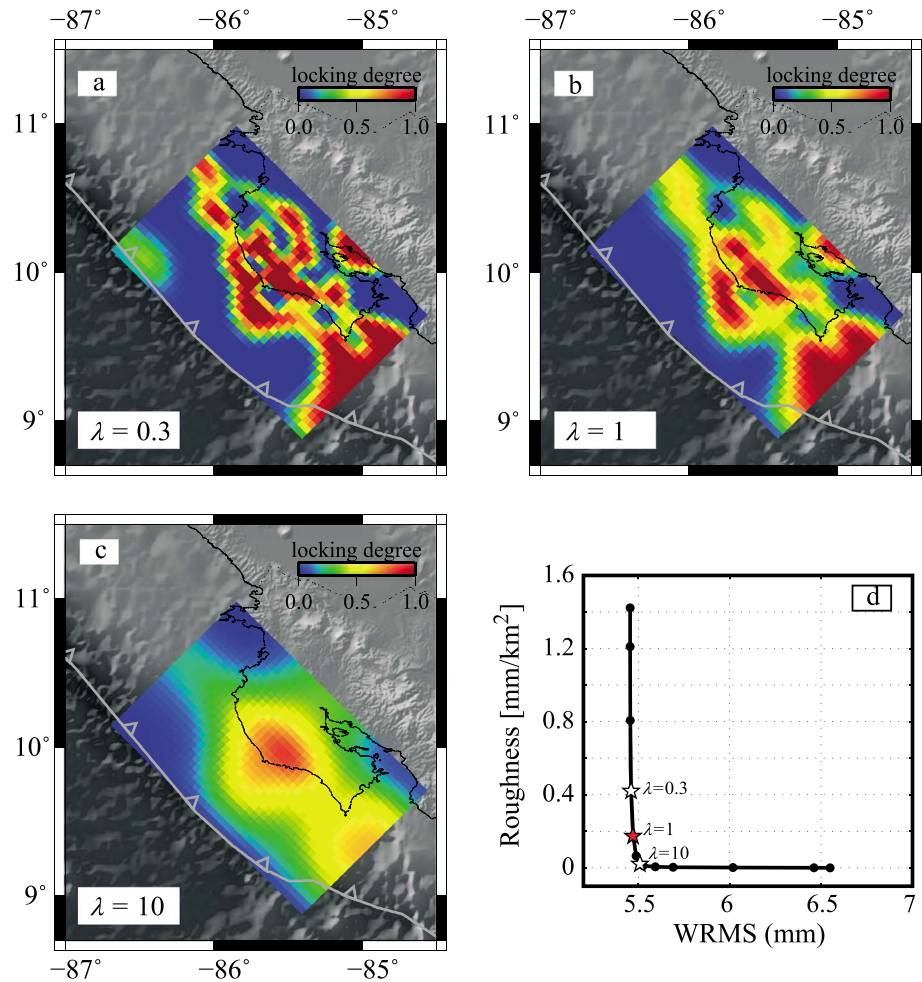 −87° −86° −85°
a
locking degree
0.0 0.5 1.0
11°
10°
9°
λ = 0.3
−87° −86° −85°
b
locking degree
0.0 0.5 1.0
11°
10°
9°
λ = 1
c
locking degree
0.0 0.5 1.0
11°
10°
9°
λ = 10
−87° −86° −85°
d
Roughness [mm/km²]
1.6
1.2
0.8
0.4
0
λ=0.3
λ=1
λ=10
5.5 6 6.5 7
WRMS (mm)